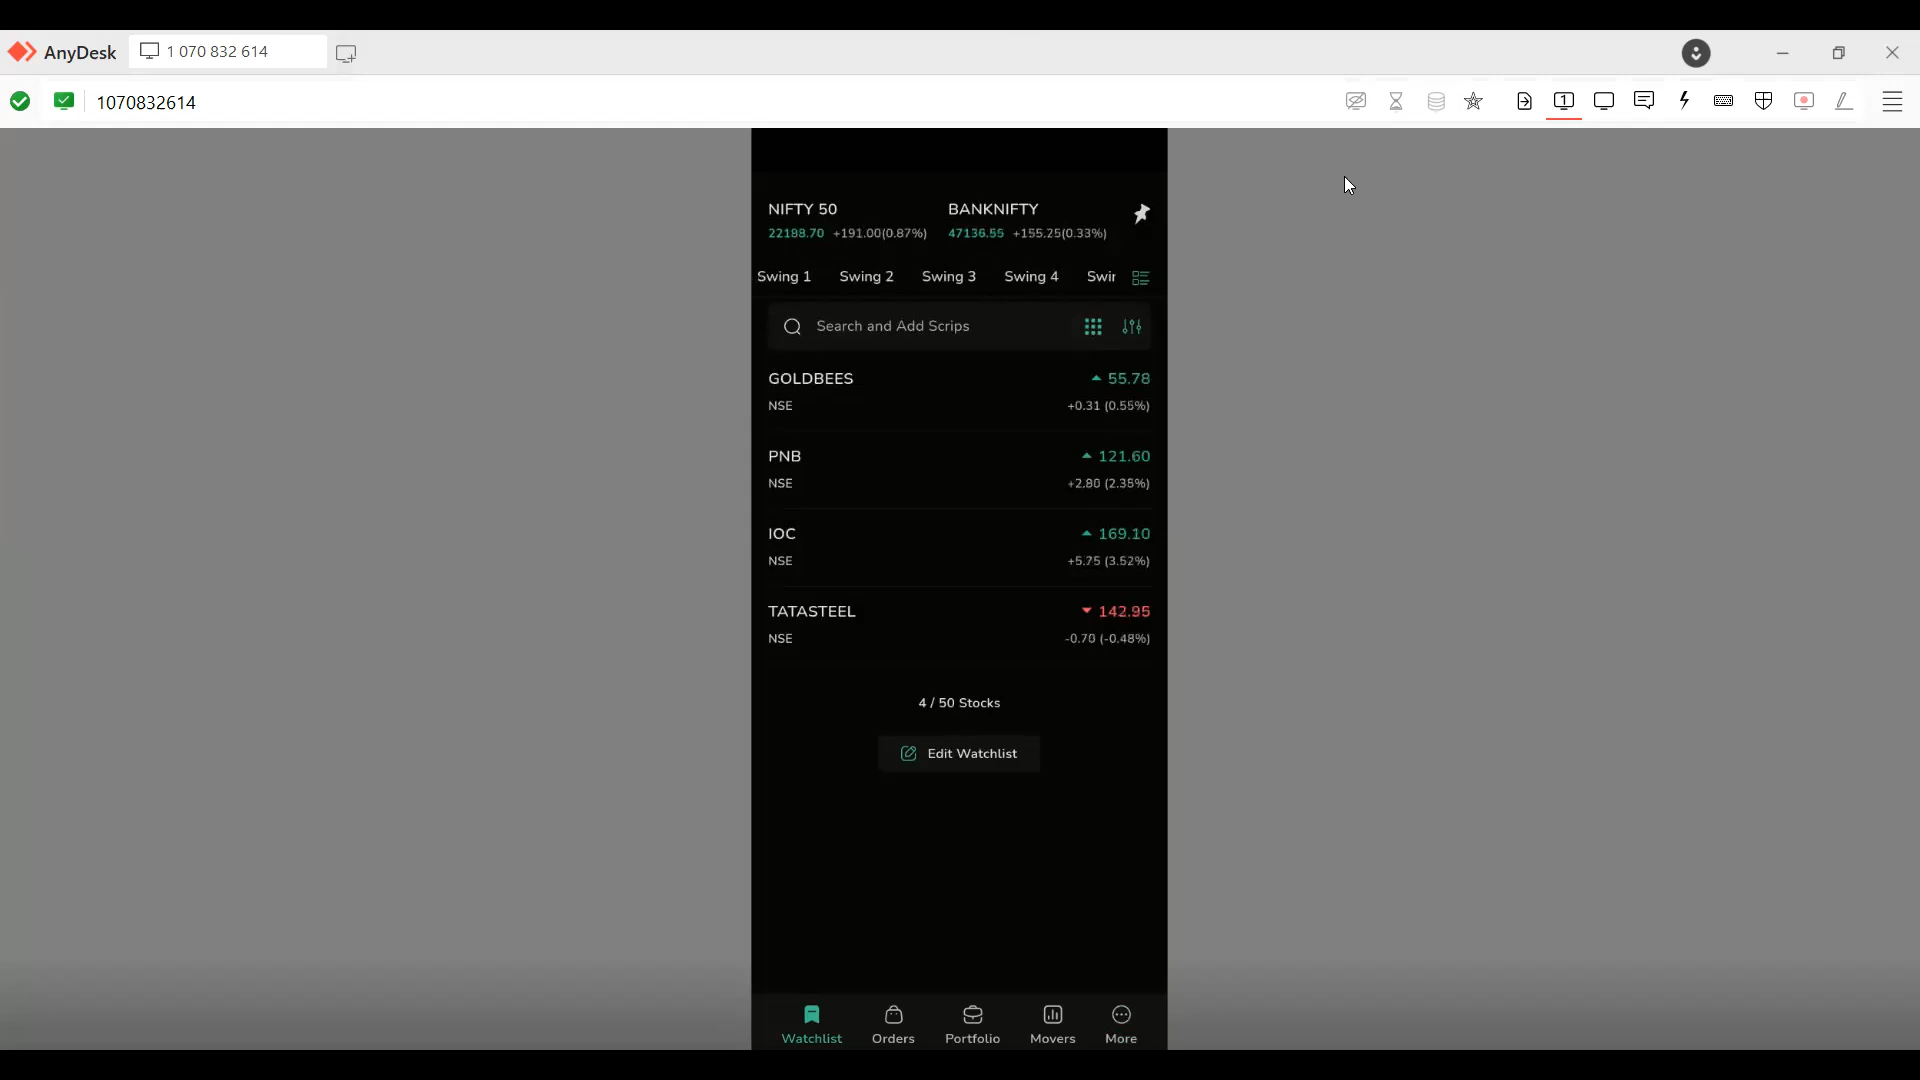 AnyDesk
1 070 832 614
1070832614
1
NIFTY 50
BANKNIFTY
22188.70 +191.00(0.87%)
47136.55 +155.25(0.33%)
Swing 1
Swing 2
Swing 3
Swing 4
Swir
Search and Add Scrips
GOLDBEES
55.78
NSE
+0.31 (0.55%)
PNB
121.60
NSE
+2.80 (2.35%)
IOC
169.10
NSE
+5.75 (3.52%)
TATASTEEL
142.95
NSE
-0.70 (-0.48%)
4 / 50 Stocks
Edit Watchlist
Watchlist
Orders
Portfolio
Movers
More